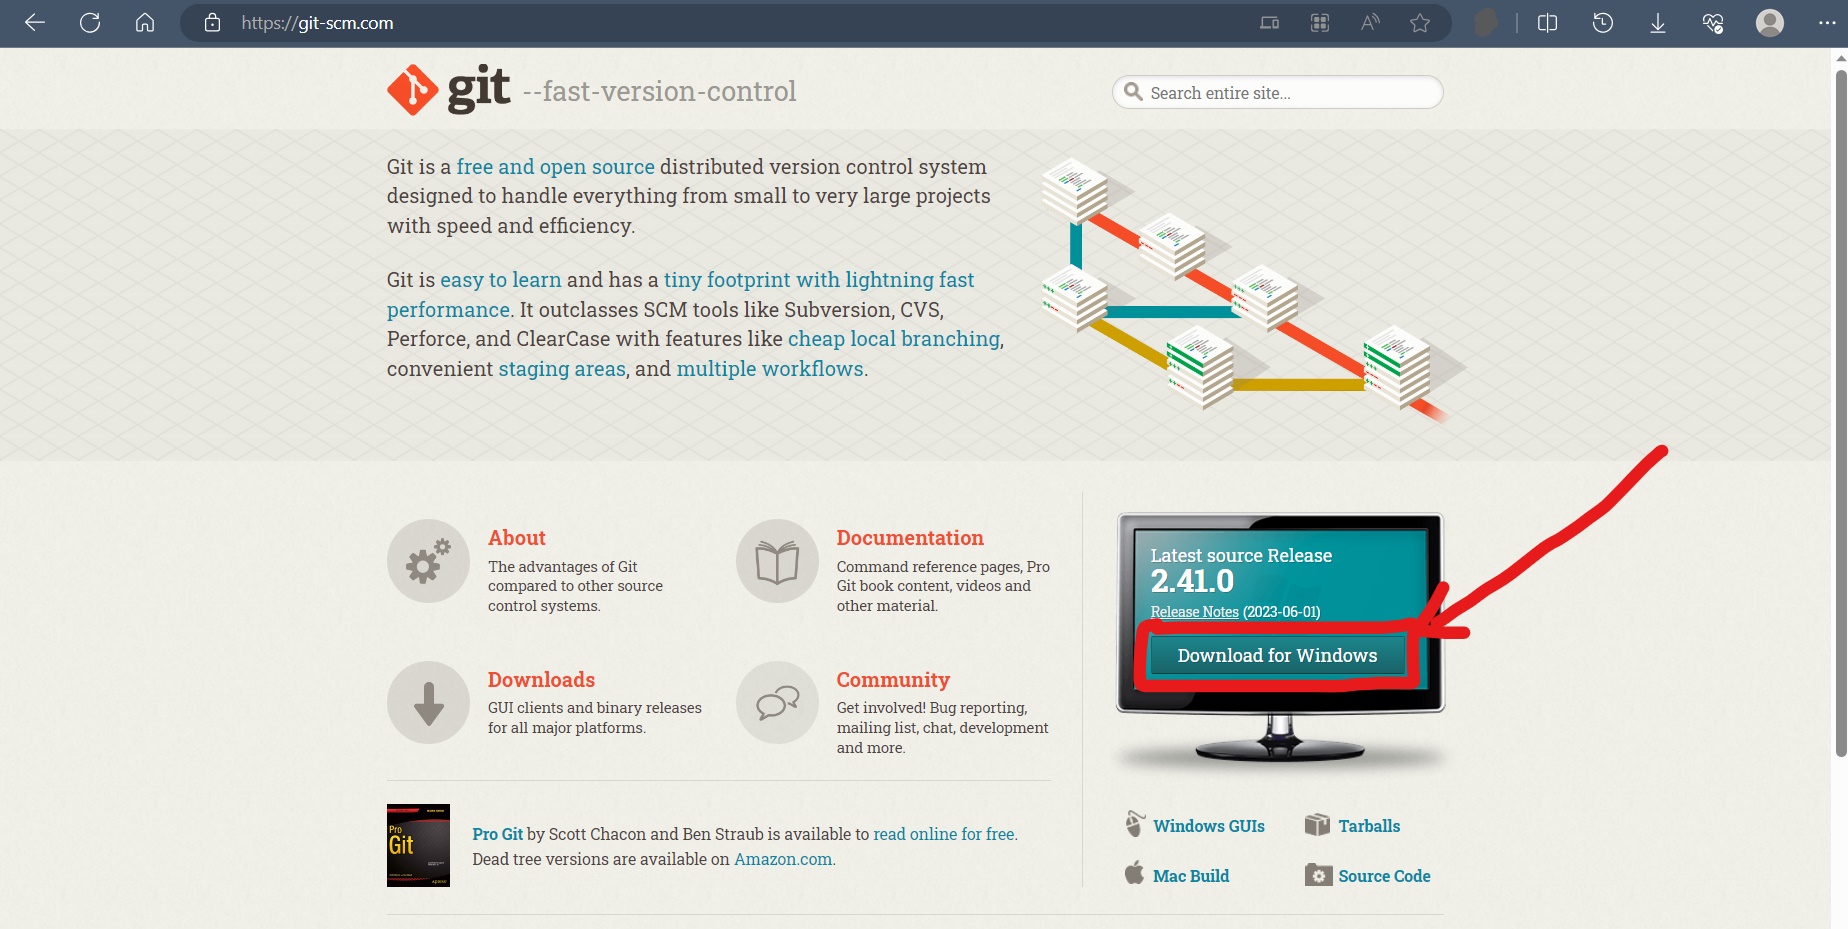 https://git-scm.com
git --fast-version-control
Search entire site...
Git is a free and open source distributed version control system
designed to handle everything from small to very large projects
with speed and efficiency.
Git is easy to learn and has a tiny footprint with lightning fast
performance. It outclasses SCM tools like Subversion, CVS,
Perforce, and ClearCase with features like cheap local branching,
convenient staging areas, and multiple workflows.
About
The advantages of Git
compared to other source
control systems.
Documentation
Command reference pages, Pro
Git book content, videos and
other material.
Downloads
GUI clients and binary releases
for all major platforms.
Community
Get involved! Bug reporting,
mailing list, chat, development
and more.
Pro
Git
Pro Git by Scott Chacon and Ben Straub is available to read online for free.
Dead tree versions are available on Amazon.com.
Latest source Release
2.41.0
Release Notes (2023-06-01)
Download for Windows
Windows GUIs
Tarballs
Mac Build
Source Code